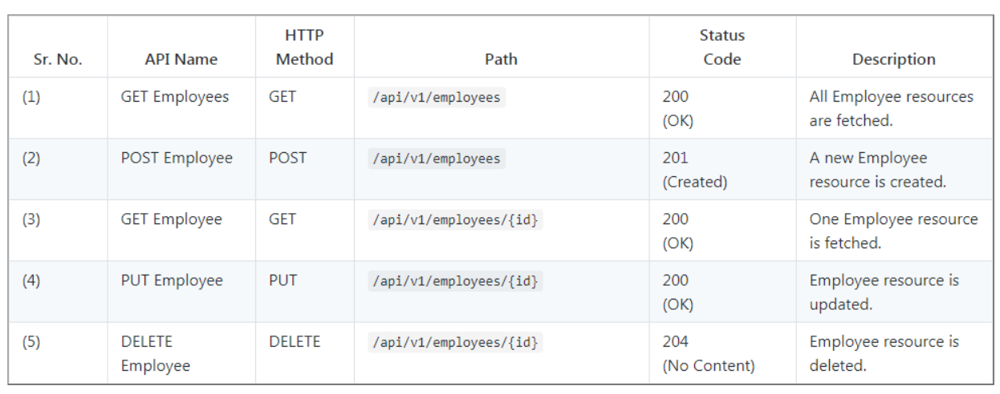 Sr. No. API Name HTTP Method Path Status Code Description
(1) GET Employees GET /api/v1/employees 200 All Employee resources
(OK) are fetched.
(2) POST Employee POST /api/v1/employees 201 A new Employee
(Created) resource is created.
(3) GET Employee GET /api/v1/employees/{id} 200 One Employee resource
(OK) is fetched.
(4) PUT Employee PUT /api/v1/employees/{id} 200 Employee resource is
(OK) updated.
(5) DELETE DELETE /api/v1/employees/{id} 204 Employee resource is
Employee (No Content) deleted.